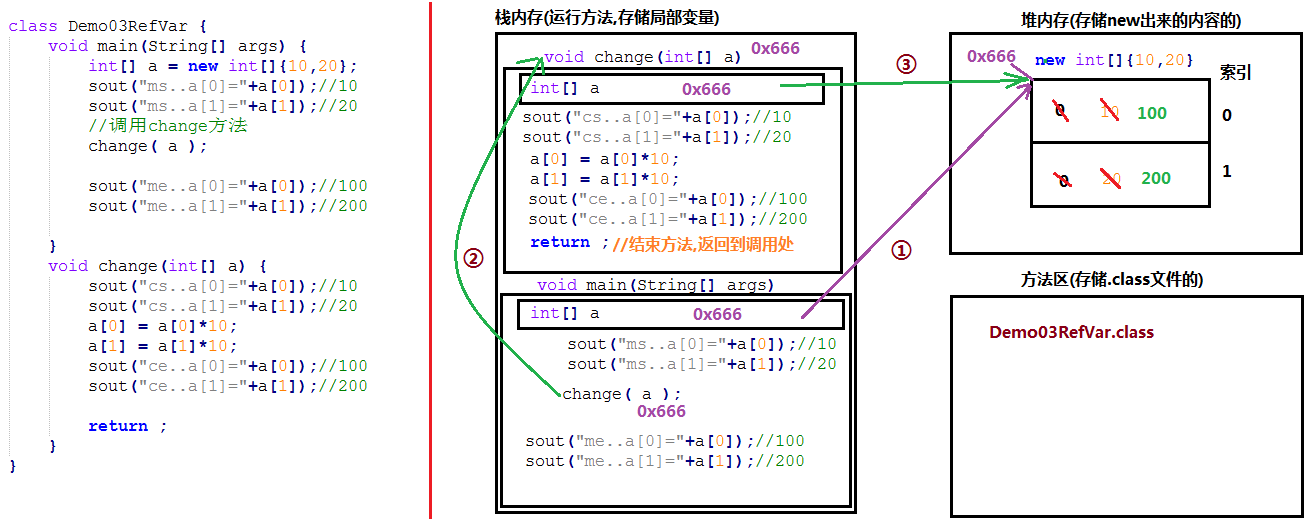 class Demo03RefVar {
void main(String[] args) {
int[] a = new int[]{10,20};
sout("ms..a[0]="+a[0]);//10
sout("ms..a[1]="+a[1]);//20
//调用change方法
change( a );
sout("me..a[0]="+a[0]);//100
sout("me..a[1]="+a[1]);//200
}
void change(int[] a) {
sout("cs..a[0]="+a[0]);//10
sout("cs..a[1]="+a[1]);//20
a[0] = a[0]*10;
a[1] = a[1]*10;
sout("ce..a[0]="+a[0]);//100
sout("ce..a[1]="+a[1]);//200
return ;
}
}
栈内存(运行方法,存储局部变量)
void change(int[] a) 0x666
int[] a 0x666
sout("cs..a[0]="+a[0]);//10
sout("cs..a[1]="+a[1]);//20
a[0] = a[0]*10;
a[1] = a[1]*10;
sout("ce..a[0]="+a[0]);//100
sout("ce..a[1]="+a[1]);//200
return ;//结束方法,返回到调用处
void main(String[] args)
int[] a 0x666
sout("ms..a[0]="+a[0]);//10
sout("ms..a[1]="+a[1]);//20
change( a );
0x666
sout("me..a[0]="+a[0]);//100
sout("me..a[1]="+a[1]);//200
①
②
③
堆内存(存储new出来的内容的)
0x666 new int[]{10,20}
索引
0 10 100 0
0 20 200 1
方法区(存储.class文件的)
Demo03RefVar.class